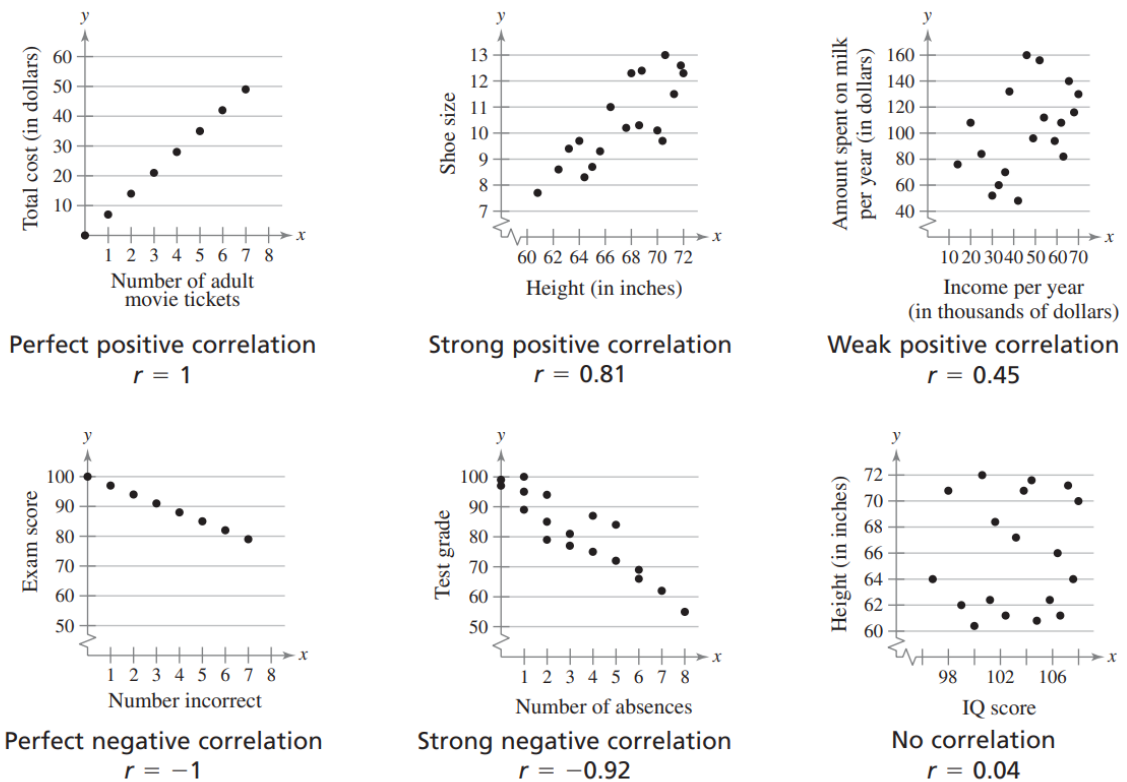 y
Total cost (in dollars)
60
50
40
30
20
10
1 2 3 4 5 6 7 8
x
Number of adult
movie tickets
Perfect positive correlation
r = 1
y
Shoe size
13
12
11
10
9
8
7
60 62 64 66 68 70 72
x
Height (in inches)
Strong positive correlation
r = 0.81
y
Amount spent on milk
per year (in dollars)
160
140
120
100
80
60
40
10 20 30 40 50 60 70
x
Income per year
(in thousands of dollars)
Weak positive correlation
r = 0.45
y
Exam score
100
90
80
70
60
50
1 2 3 4 5 6 7 8
x
Number incorrect
Perfect negative correlation
r = −1
y
Test grade
100
90
80
70
60
50
1 2 3 4 5 6 7 8
x
Number of absences
Strong negative correlation
r = −0.92
y
Height (in inches)
72
70
68
66
64
62
60
98 102 106
x
IQ score
No correlation
r = 0.04